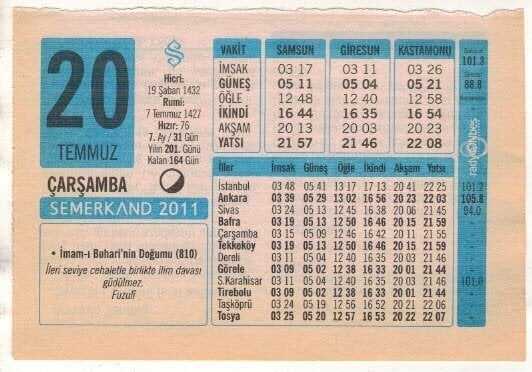 20
TEMMUZ
ÇARŞAMBA
Hicri:
19 Şaban 1432
Rumi:
7 Temmuz 1427
Hızır: 76
7. Ay / 31 Gün
Yılın 201. Günü
Kalan 164 Gün
SEMERKAND 2011
• İmam-ı Buhari'nin Doğumu (810)
İleri seviye cehaletle birlikte ilim davası
güdülmez.
Fuzulî
VAKİT SAMSUN GİRESUN KASTAMONU
İMSAK 03 17 03 11 03 26
GÜNEŞ 05 11 05 04 05 21
ÖĞLE 12 48 12 40 12 58
İKİNDİ 16 44 16 35 16 54
AKŞAM 20 13 20 03 20 23
YATSI 21 57 21 46 22 08
İller İmsak Güneş Öğle İkindi Akşam Yatsı
İstanbul 03 48 05 41 13 17 17 13 20 41 22 25
Ankara 03 39 05 29 13 02 16 56 20 23 22 03
Sivas 03 24 05 13 12 45 16 38 20 06 21 45
Bafra 03 19 05 13 12 50 16 46 20 15 21 59
Çarşamba 03 15 05 09 12 46 16 42 20 11 21 55
Tekkeköy 03 19 05 13 12 50 16 46 20 15 21 59
Dereli 03 11 05 04 12 40 16 35 20 03 21 46
Görele 03 09 05 02 12 38 16 33 20 01 21 44
Ş.Karahisar 03 13 05 04 12 38 16 32 20 00 21 41
Tirebolu 03 09 05 02 12 38 16 33 20 01 21 44
Taşköprü 03 24 05 19 12 56 16 52 20 21 22 06
Tosya 03 25 05 20 12 57 16 53 20 22 22 07
101.3
88.8
101.2
105.8
94.0
101.0